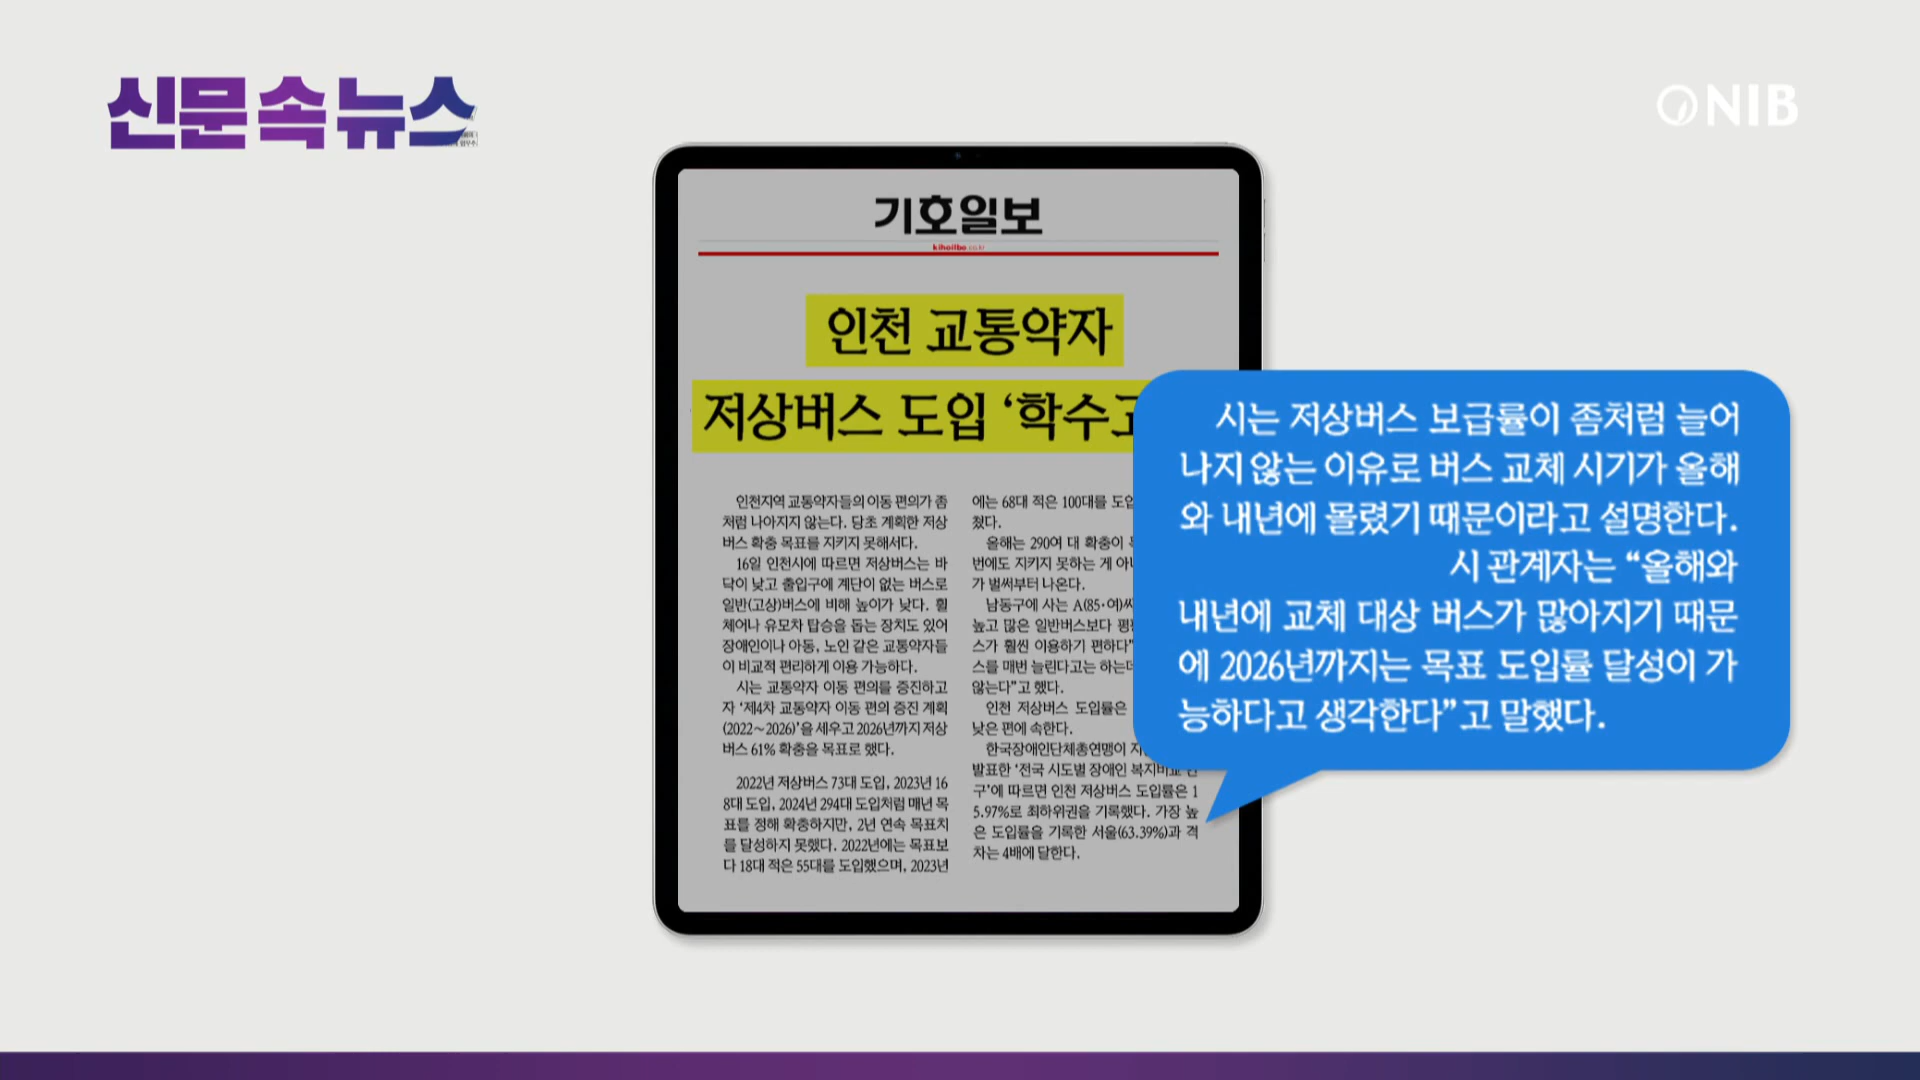 신문 속 뉴스
NIB
기호일보
kihoilbo.co.kr
인천 교통약자
저상버스 도입 ‘학수고
인천지역 교통약자들의 이동 편의가 좀
처럼 나아지지 않는다. 당초 계획한 저상
버스 확충 목표를 지키지 못해서다.
16일 인천시에 따르면 저상버스는 바
닥이 낮고 출입구에 계단이 없는 버스로
일반(고상)버스에 비해 높이가 낮다. 휠
체어나 유모차 탑승을 돕는 장치도 있어
장애인이나 아동, 노인 같은 교통약자들
이 비교적 편리하게 이용 가능하다.
시는 교통약자 이동 편의를 증진하고
자 ‘제4차 교통약자 이동 편의 증진 계획
(2022~2026)’을 세우고 2026년까지 저상
버스 61% 확충을 목표로 했다.
2022년 저상버스 73대 도입, 2023년 16
8대 도입, 2024년 294대 도입처럼 매년 목
표를 정해 확충하지만, 2년 연속 목표치
를 달성하지 못했다. 2022년에는 목표보
다 18대 적은 55대를 도입했으며, 2023년
에는 68대 적은 100대를 도입
쳤다.
올해는 290여 대 확충이
번에도 지키지 못하는 게 아니
가 벌써부터 나온다.
남동구에 사는 A(85·여)씨
높고 많은 일반버스보다
스가 훨씬 이용하기 편하다”
스를 매번 늘린다고는 하는데
않는다”고 했다.
인천 저상버스 도입률은
낮은 편에 속한다.
한국장애인단체총연맹이
발표한 ‘전국 시도별 장애인 복지비교 연
구’에 따르면 인천 저상버스 도입률은 1
5.97%로 최하위권을 기록했다. 가장 높
은 도입률을 기록한 서울(63.39%)과 격
차는 4배에 달한다.
시는 저상버스 보급률이 좀처럼 늘어
나지 않는 이유로 버스 교체 시기가 올해
와 내년에 몰렸기 때문이라고 설명한다.
시 관계자는 “올해와
내년에 교체 대상 버스가 많아지기 때문
에 2026년까지는 목표 도입률 달성이 가
능하다고 생각한다”고 말했다.